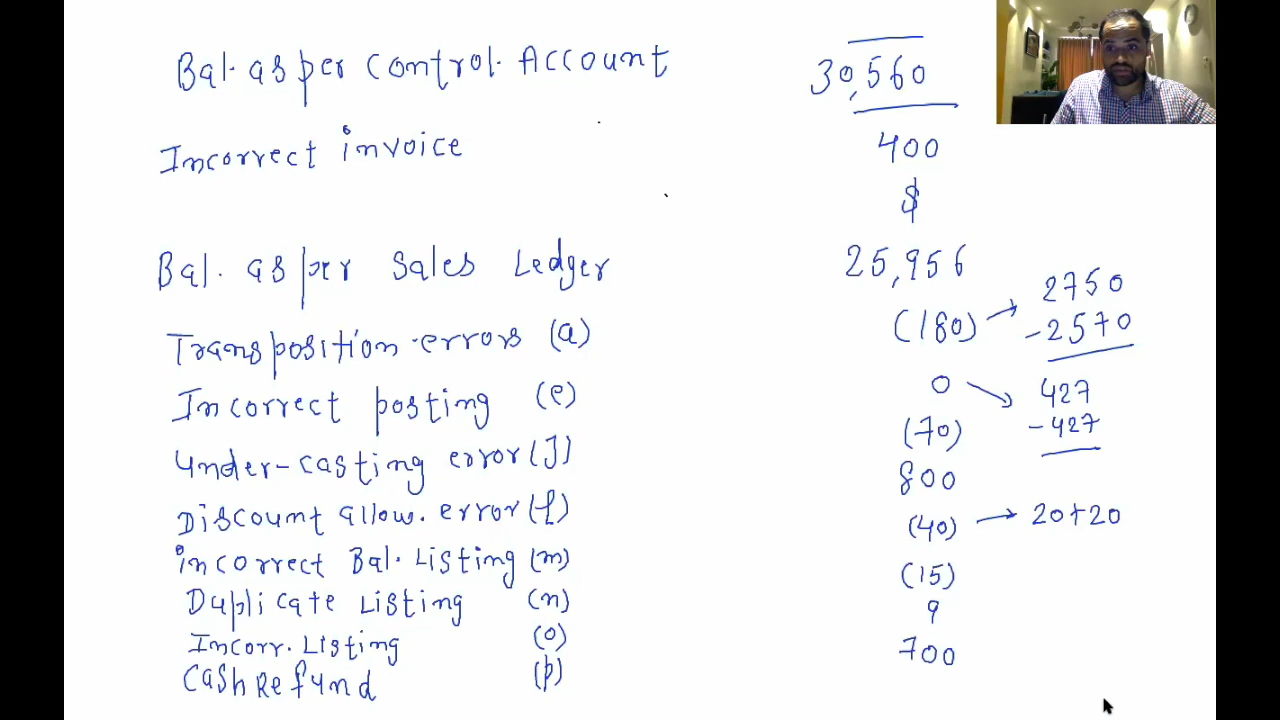 Bal. as per control. Account 30,560
Incorrect invoice 400
$
Bal. as per Sales Ledger 25,956
2750
Transposition errors (a) (180) → - 2570
Incorrect posting (e) 0 → 427
(70) - 427
Under-casting error (J) 800
Discount allow. error (l) (40) → 20+20
incorrect Bal. Listing (m) (15)
Duplicate Listing (n) 9
Incorr. Listing (o) 700
Cash Refund (p)